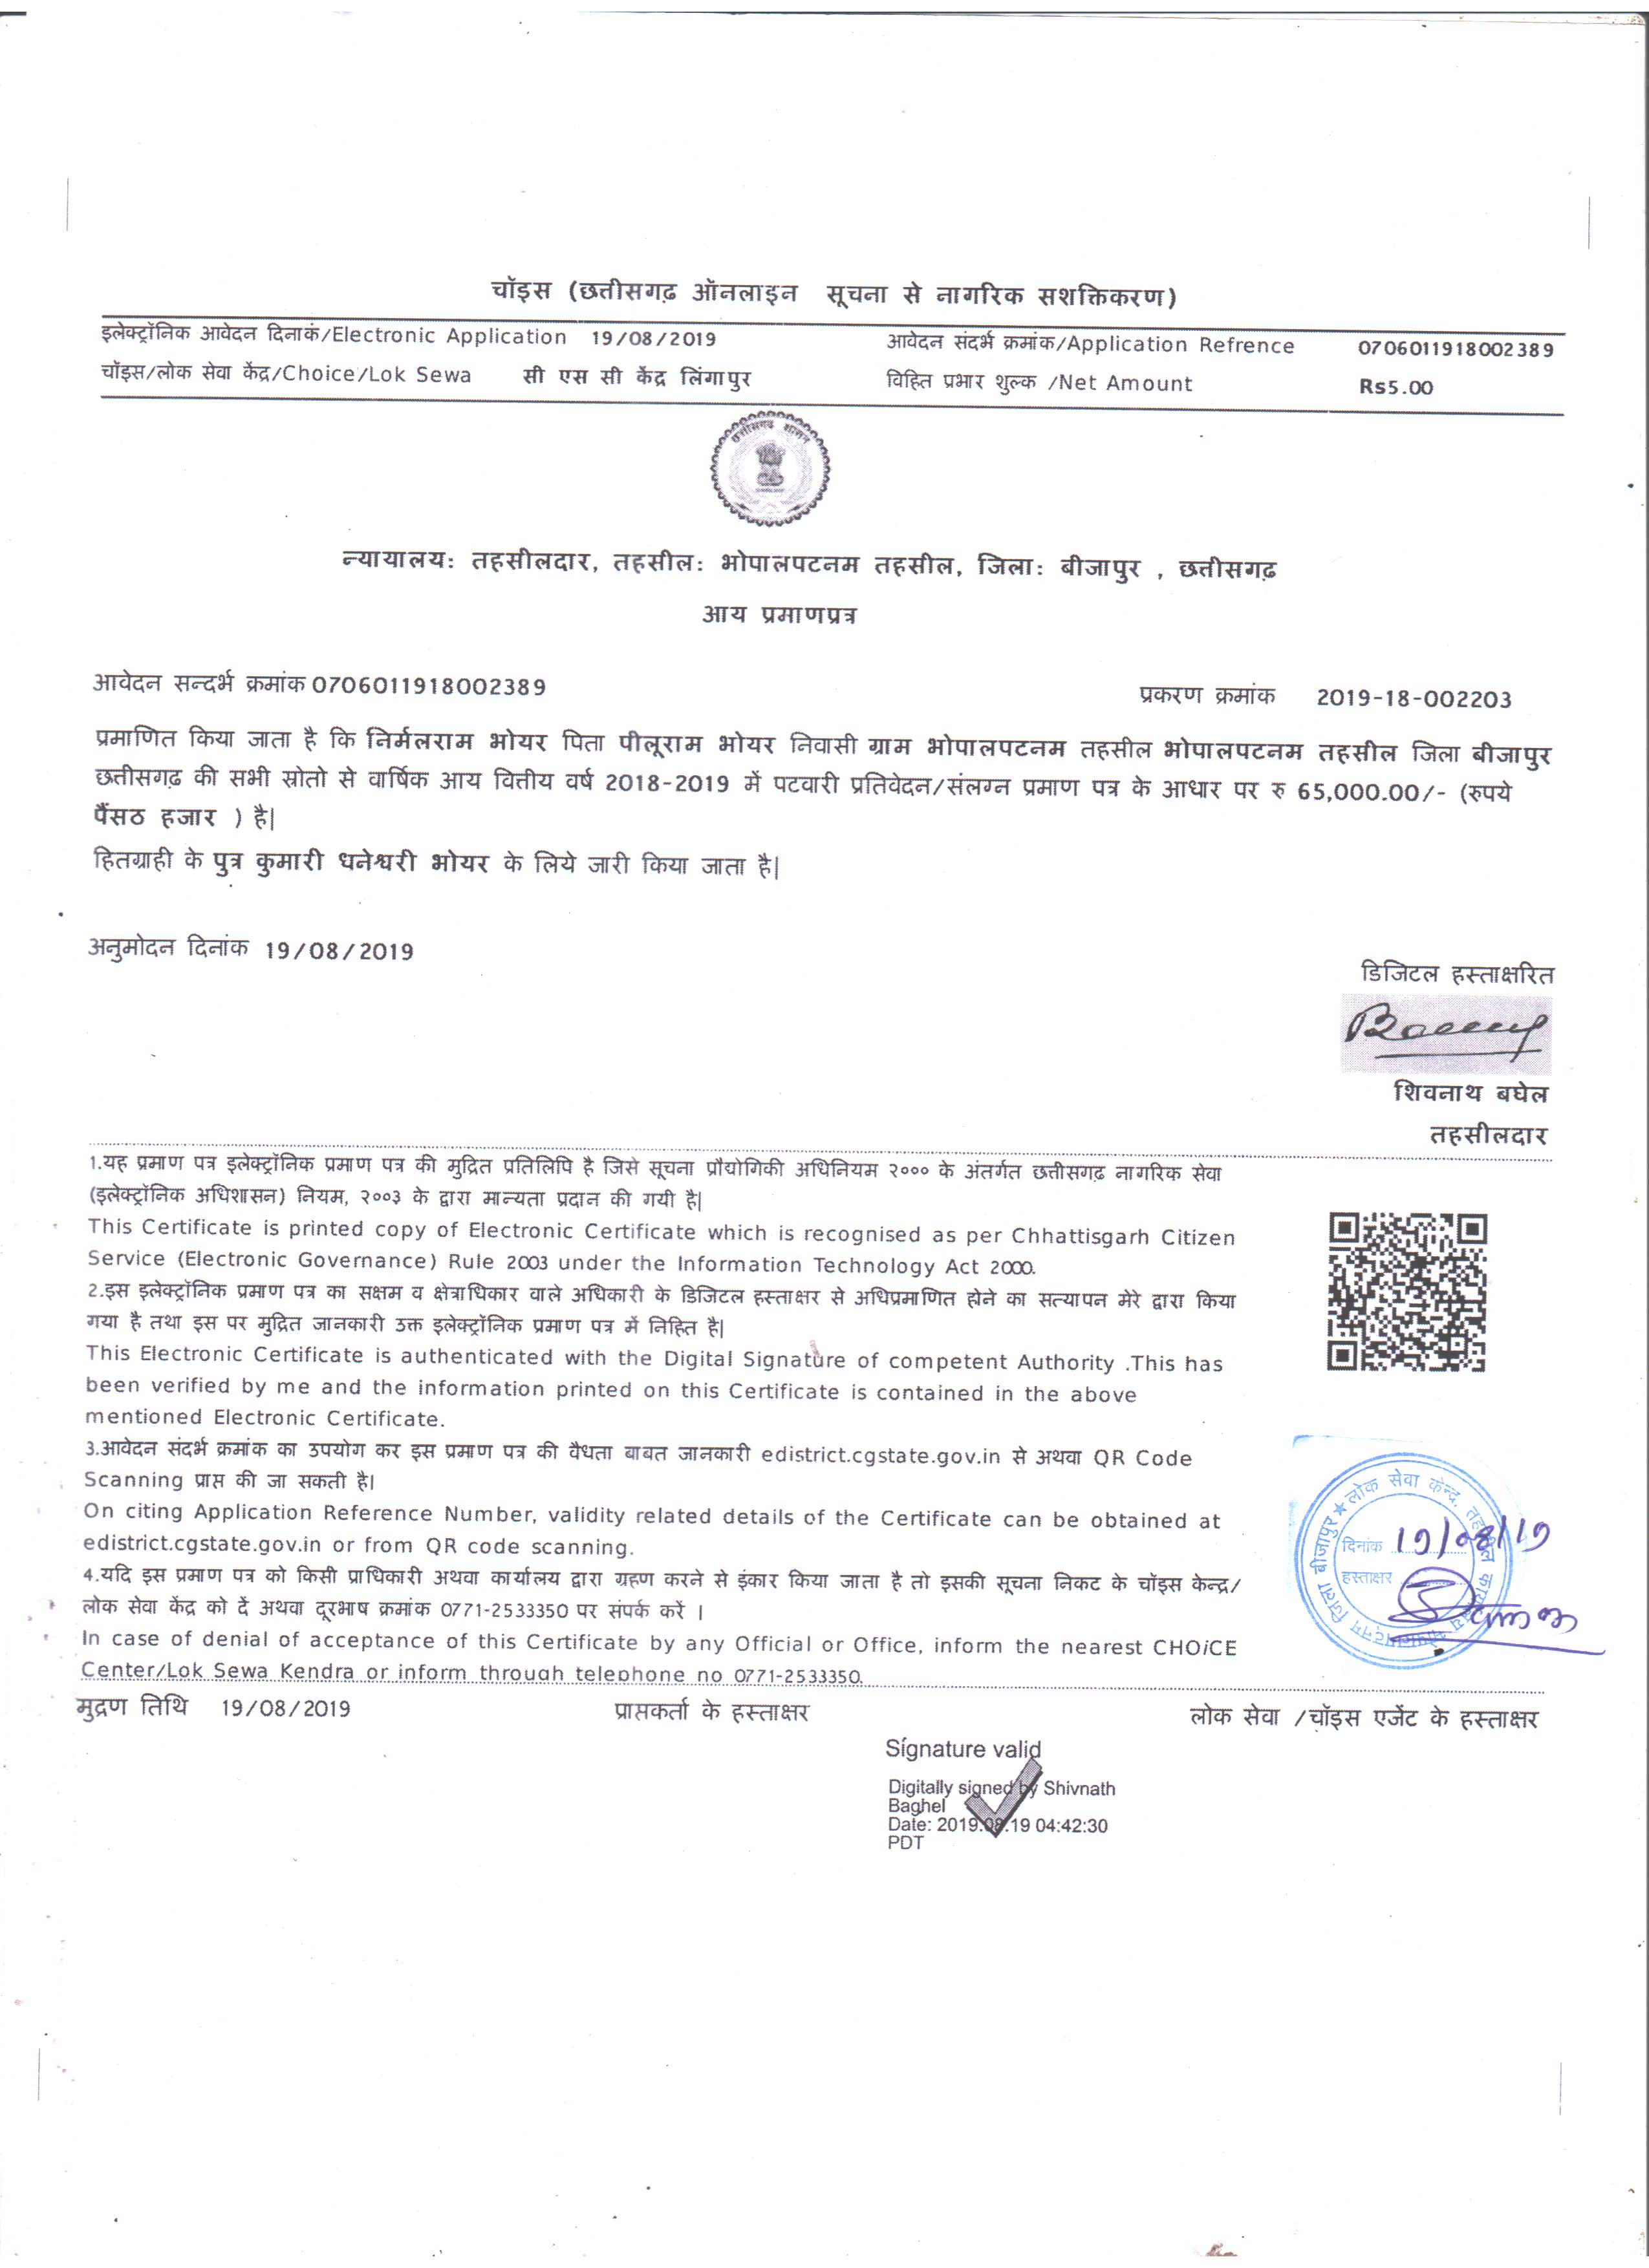 चॉइस (छत्तीसगढ़ ऑनलाइन सूचना से नागरिक सशक्तिकरण)
इलेक्ट्रॉनिक आवेदन दिनाकं/Electronic Application 19/08/2019 आवेदन संदर्भ क्रमांक/Application Refrence 0706011918002389
चॉइस/लोक सेवा केंद्र/Choice/Lok Sewa सी एस सी केंद्र लिंगापुर विहित प्रभार शुल्क /Net Amount Rs5.00
छत्तीसगढ़ शासन
न्यायालय: तहसीलदार, तहसील: भोपालपटनम तहसील, जिला: बीजापुर , छत्तीसगढ़
आय प्रमाणपत्र
आवेदन सन्दर्भ क्रमांक 0706011918002389 प्रकरण क्रमांक 2019-18-002203
प्रमाणित किया जाता है कि निर्मलराम भोयर पिता पीलूराम भोयर निवासी ग्राम भोपालपटनम तहसील भोपालपटनम तहसील जिला बीजापुर
छत्तीसगढ़ की सभी स्रोतो से वार्षिक आय वित्तीय वर्ष 2018-2019 में पटवारी प्रतिवेदन/संलग्न प्रमाण पत्र के आधार पर रु 65,000.00/- (रुपये
पैंसठ हजार ) है|
हितग्राही के पुत्र कुमारी धनेश्वरी भोयर के लिये जारी किया जाता है|
अनुमोदन दिनांक 19/08/2019
डिजिटल हस्ताक्षरित
शिवनाथ बघेल
तहसीलदार
1.यह प्रमाण पत्र इलेक्ट्रॉनिक प्रमाण पत्र की मुद्रित प्रतिलिपि है जिसे सूचना प्रौयोगिकी अधिनियम २००० के अंतर्गत छत्तीसगढ़ नागरिक सेवा
(इलेक्ट्रॉनिक अधिशासन) नियम, २००३ के द्वारा मान्यता प्रदान की गयी है|
This Certificate is printed copy of Electronic Certificate which is recognised as per Chhattisgarh Citizen
Service (Electronic Governance) Rule 2003 under the Information Technology Act 2000.
2.इस इलेक्ट्रॉनिक प्रमाण पत्र का सक्षम व क्षेत्राधिकार वाले अधिकारी के डिजिटल हस्ताक्षर से अधिप्रमाणित होने का सत्यापन मेरे द्वारा किया
गया है तथा इस पर मुद्रित जानकारी उक्त इलेक्ट्रॉनिक प्रमाण पत्र में निहित है|
This Electronic Certificate is authenticated with the Digital Signature of competent Authority .This has
been verified by me and the information printed on this Certificate is contained in the above
mentioned Electronic Certificate.
3.आवेदन संदर्भ क्रमांक का उपयोग कर इस प्रमाण पत्र की वैधता बाबत जानकारी edistrict.cgstate.gov.in से अथवा QR Code
Scanning प्राप्त की जा सकती है।
On citing Application Reference Number, validity related details of the Certificate can be obtained at
edistrict.cgstate.gov.in or from QR code scanning.
4.यदि इस प्रमाण पत्र को किसी प्राधिकारी अथवा कार्यालय द्वारा ग्रहण करने से इंकार किया जाता है तो इसकी सूचना निकट के चॉइस केन्द्र/
लोक सेवा केंद्र को दें अथवा दूरभाष क्रमांक 0771-2533350 पर संपर्क करें ।
In case of denial of acceptance of this Certificate by any Official or Office, inform the nearest CHOiCE
Center/Lok Sewa Kendra or inform through telephone no 0771-2533350.
लोक सेवा केन्द्र, तहसील जिला बीजापुर
दिनांक 19/08/19
हस्ताक्षर
मुद्रण तिथि 19/08/2019 प्राप्तकर्ता के हस्ताक्षर लोक सेवा /चॉइस एजेंट के हस्ताक्षर
Signature valid
Digitally signed by Shivnath
Baghel
Date: 2019.08.19 04:42:30
PDT